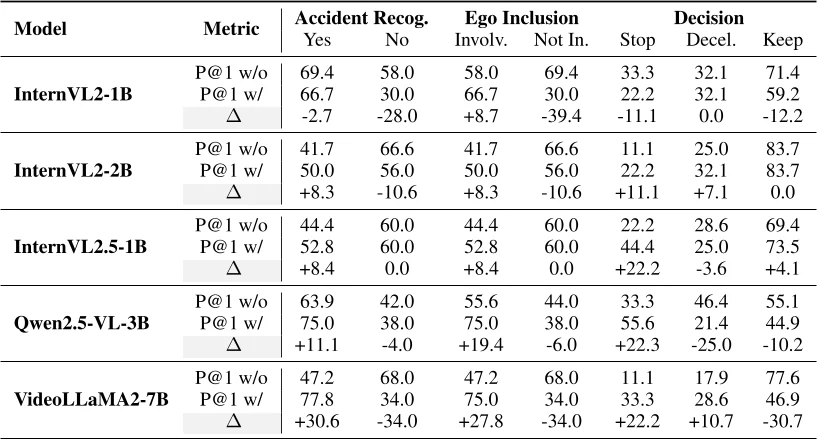 Model Metric Accident Recog. Ego Inclusion Decision
Yes No Involv. Not In. Stop Decel. Keep
P@1 w/o 69.4 58.0 58.0 69.4 33.3 32.1 71.4
InternVL2-1B P@1 w/ 66.7 30.0 66.7 30.0 22.2 32.1 59.2
Δ -2.7 -28.0 +8.7 -39.4 -11.1 0.0 -12.2
P@1 w/o 41.7 66.6 41.7 66.6 11.1 25.0 83.7
InternVL2-2B P@1 w/ 50.0 56.0 50.0 56.0 22.2 32.1 83.7
Δ +8.3 -10.6 +8.3 -10.6 +11.1 +7.1 0.0
P@1 w/o 44.4 60.0 44.4 60.0 22.2 28.6 69.4
InternVL2.5-1B P@1 w/ 52.8 60.0 52.8 60.0 44.4 25.0 73.5
Δ +8.4 0.0 +8.4 0.0 +22.2 -3.6 +4.1
P@1 w/o 63.9 42.0 55.6 44.0 33.3 46.4 55.1
Qwen2.5-VL-3B P@1 w/ 75.0 38.0 75.0 38.0 55.6 21.4 44.9
Δ +11.1 -4.0 +19.4 -6.0 +22.3 -25.0 -10.2
P@1 w/o 47.2 68.0 47.2 68.0 11.1 17.9 77.6
VideoLLaMA2-7B P@1 w/ 77.8 34.0 75.0 34.0 33.3 28.6 46.9
Δ +30.6 -34.0 +27.8 -34.0 +22.2 +10.7 -30.7